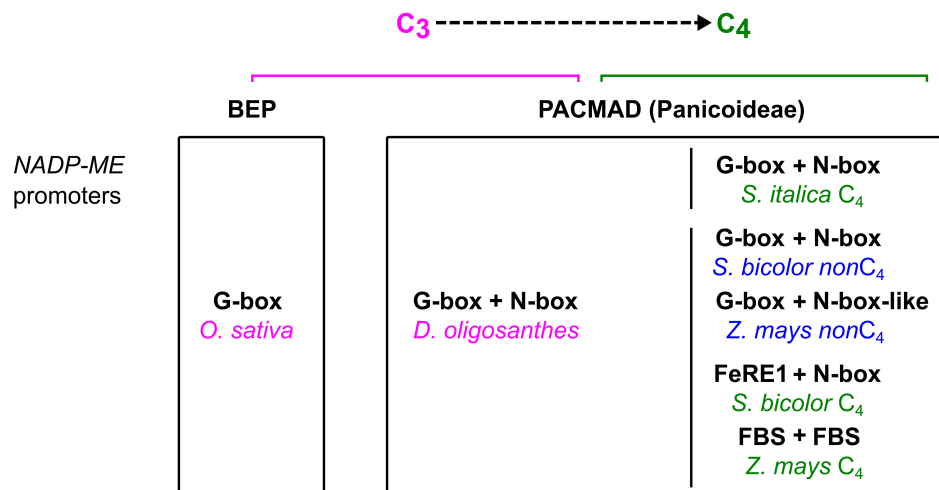 C3 C4
BEP PACMAD (Panicoideae)
NADP-ME
promoters
G-box + N-box
S. italica C4
G-box + N-box
S. bicolor nonC4
G-box G-box + N-box G-box + N-box-like
O. sativa D. oligosanthes Z. mays nonC4
FeRE1 + N-box
S. bicolor C4
FBS + FBS
Z. mays C4